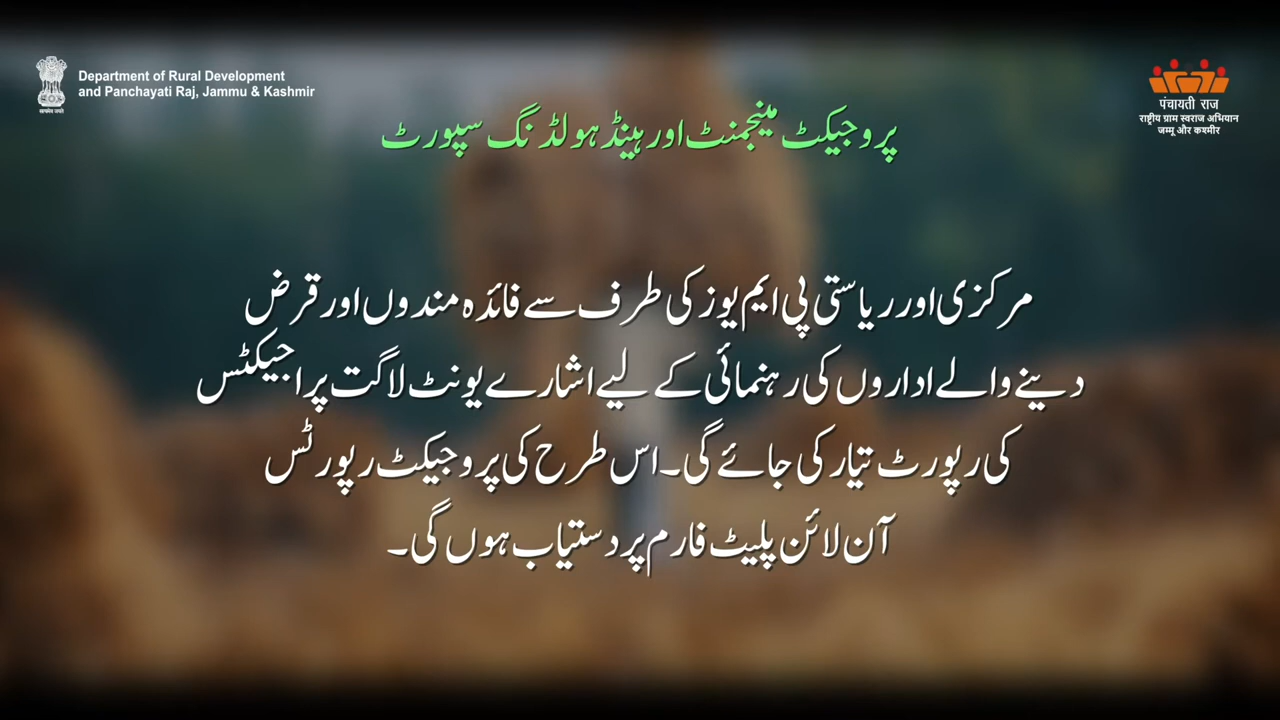 Department of Rural Development
and Panchayati Raj, Jammu & Kashmir
सत्यमेव जयते
पंचायती राज
राष्ट्रीय ग्राम स्वराज अभियान
जम्मू और कश्मीर
پروجیکٹ مینجمنٹ اور ہینڈ ہولڈنگ سپورٹ
مرکزی اور ریاستی پی ایم یوز کی طرف سے فائدہ مندوں اور قرض
دینے والے اداروں کی رہنمائی کے لیے اشارے یونٹ لاگت پراجیکٹس
کی رپورٹ تیار کی جائے گی۔ اس طرح کی پروجیکٹ رپورٹس
آن لائن پلیٹ فارم پر دستیاب ہوں گی۔